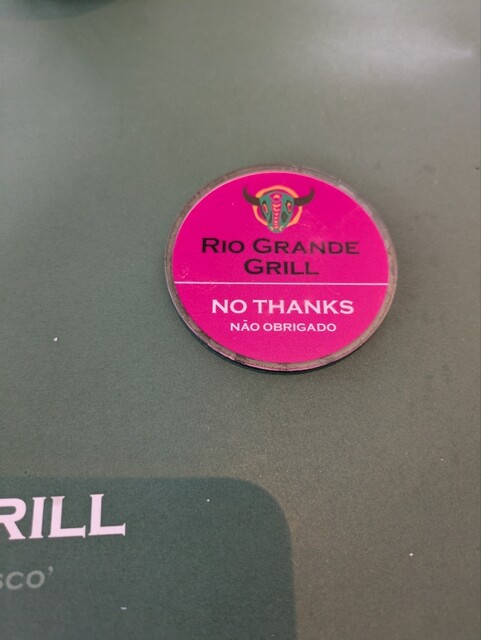 RIO GRANDE
GRILL
NO THANKS
NÃO OBRIGADO
RILL
sco'